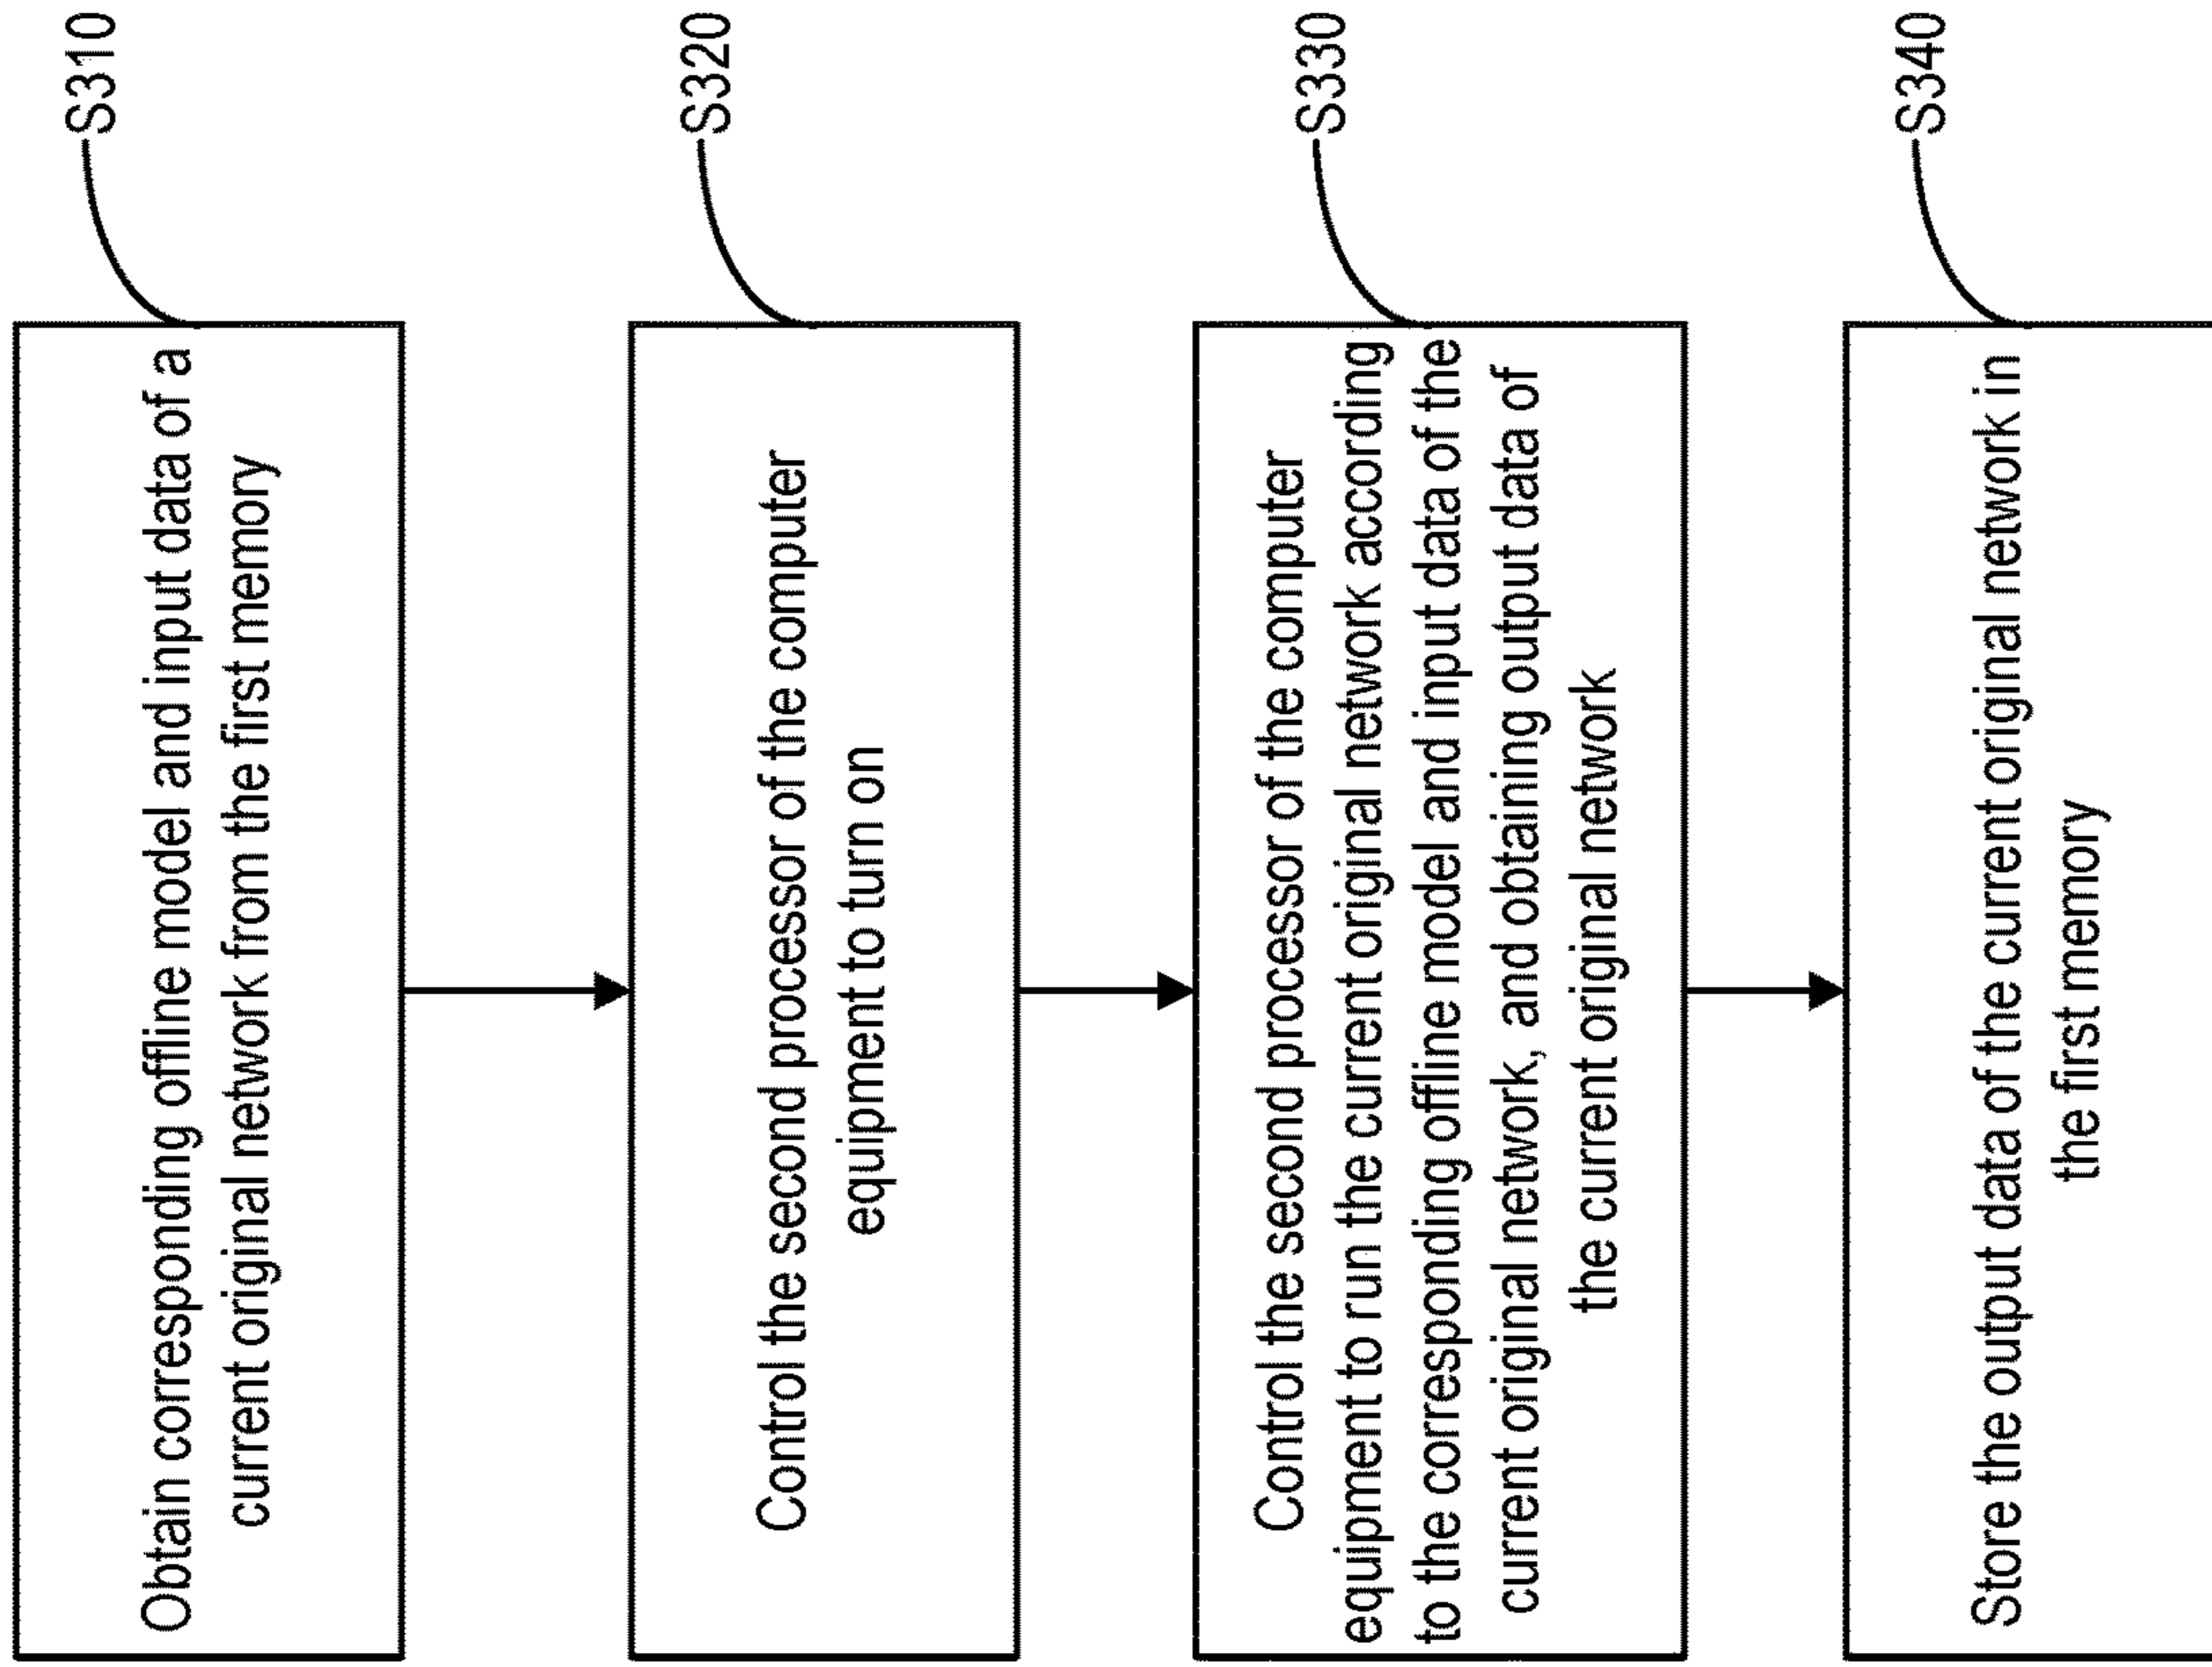 Obtain corresponding offline model and input data of a
current original network from the first memory
S310
Control the second processor of the computer
equipment to turn on
S320
Control the second processor of the computer
equipment to run the current original network according
to the corresponding offline model and input data of the
current original network, and obtaining output data of
the current original network
S330
Store the output data of the current original network in
the first memory
S340